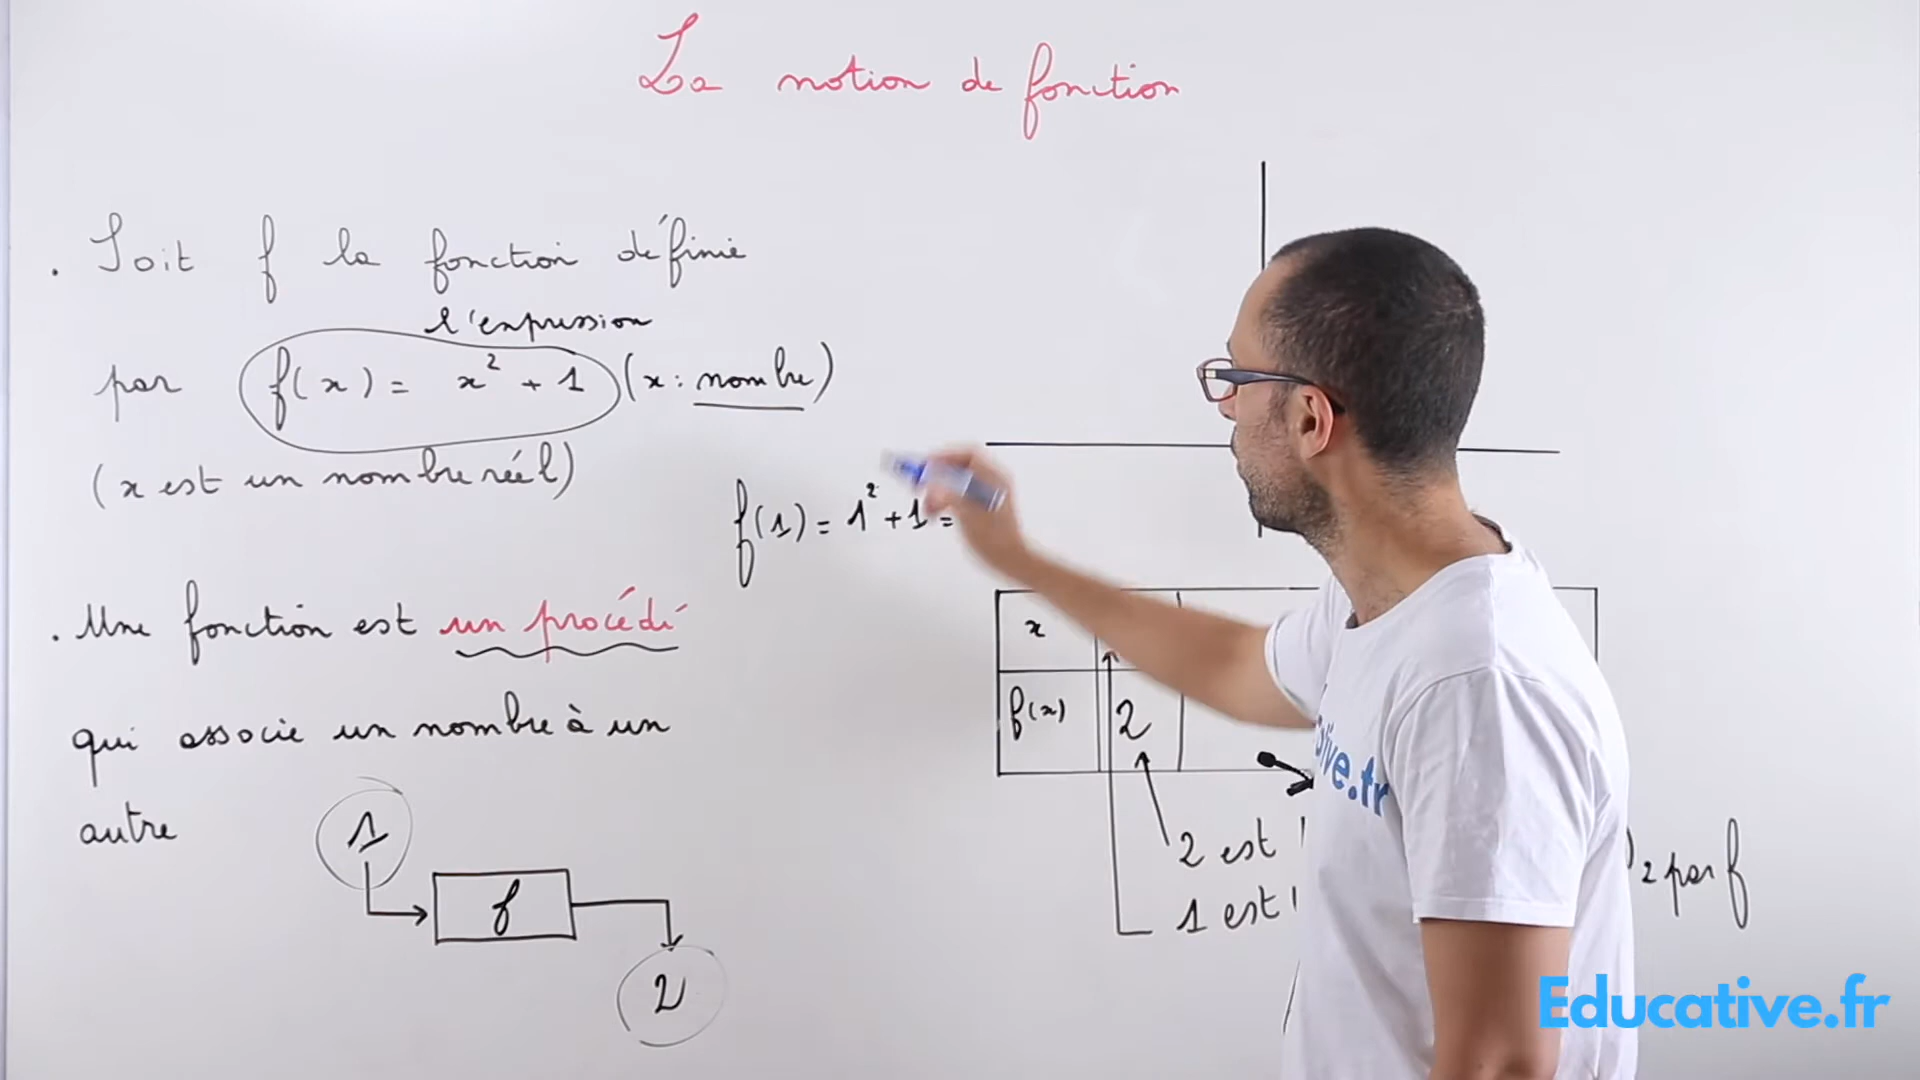 La notion de fonction
. Soit f la fonction définie
l'expression
par f(x) = x² + 1 (x : nombre)
(x est un nombre réel)
f(1) = 1² + 1 =
. Une fonction est un procédé
qui associe un nombre à un
autre
1
f
2
x
f(x) 2
2 est
1 est 2 par f
ative.fr
Educative.fr